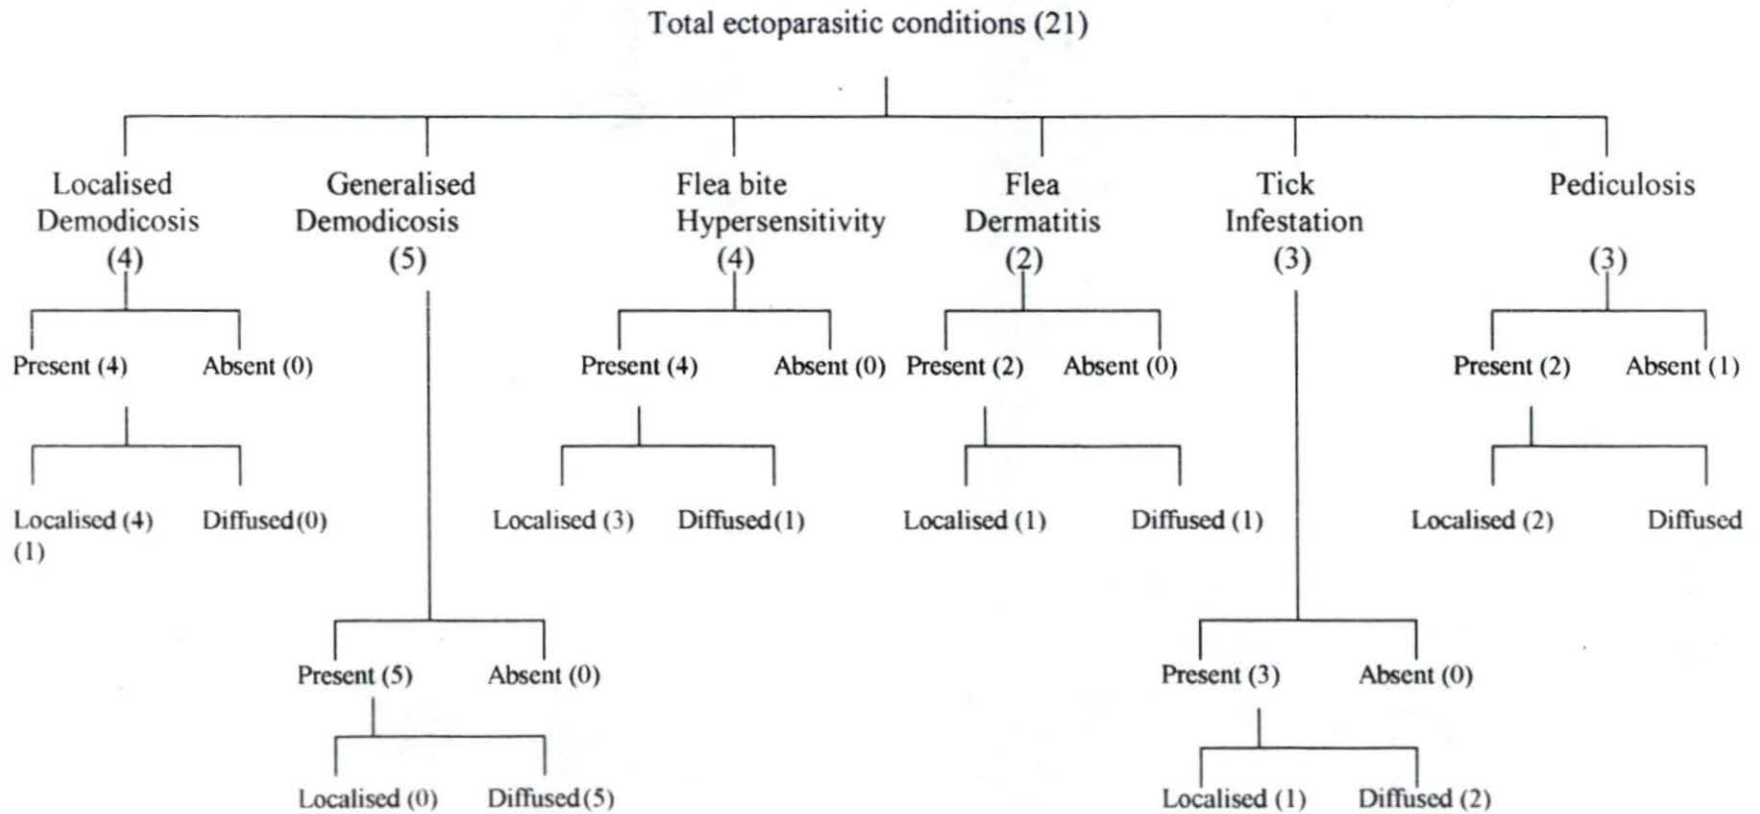 Total ectoparasitic conditions (21)
Localised Generalised Flea bite Flea Tick Pediculosis
Demodicosis Demodicosis Hypersensitivity Dermatitis Infestation
(4) (5) (4) (2) (3) (3)
Present (4) Absent (0) Present (4) Absent (0) Present (2) Absent (0) Present (2) Absent (1)
Localised (4) Diffused(0) Localised (3) Diffused(1) Localised (1) Diffused (1) Localised (2) Diffused
(1)
Present (5) Absent (0) Present (3) Absent (0)
Localised (0) Diffused(5) Localised (1) Diffused (2)